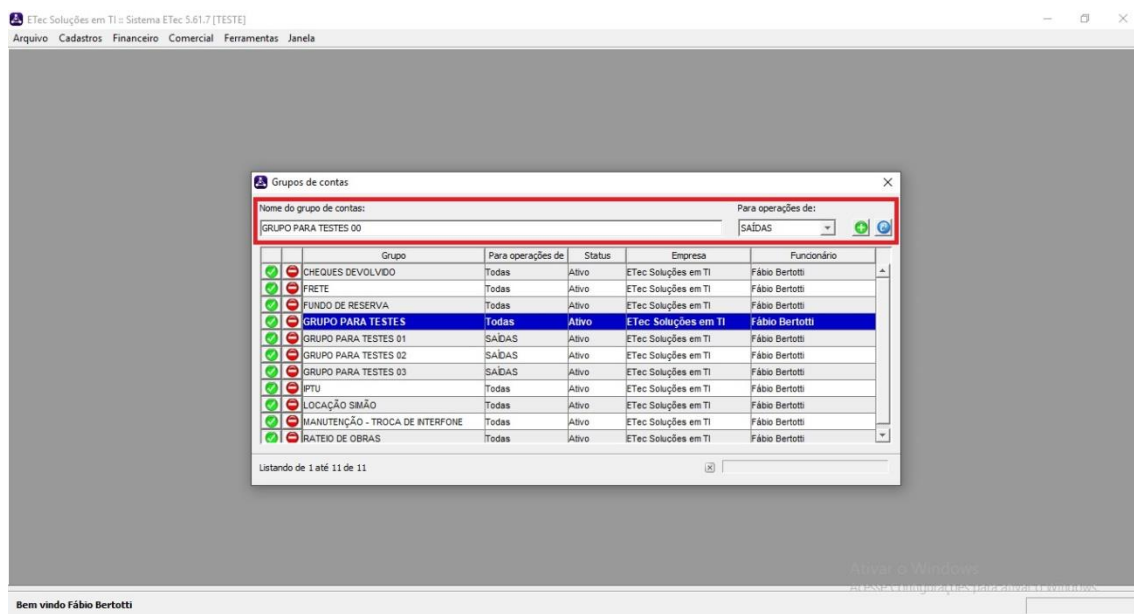 ETec Soluções em TI :: Sistema ETec 5.61.7 [TESTE]
Arquivo Cadastros Financeiro Comercial Ferramentas Janela
Grupos de contas
Nome do grupo de contas: Para operações de:
GRUPO PARA TESTES 00 SAÍDAS
Grupo Para operações de Status Empresa Funcionário
CHEQUES DEVOLVIDO Todas Ativo ETec Soluções em TI Fábio Bertotti
FRETE Todas Ativo ETec Soluções em TI Fábio Bertotti
FUNDO DE RESERVA Todas Ativo ETec Soluções em TI Fábio Bertotti
GRUPO PARA TESTES Todas Ativo ETec Soluções em TI Fábio Bertotti
GRUPO PARA TESTES 01 SAÍDAS Ativo ETec Soluções em TI Fábio Bertotti
GRUPO PARA TESTES 02 SAÍDAS Ativo ETec Soluções em TI Fábio Bertotti
GRUPO PARA TESTES 03 SAÍDAS Ativo ETec Soluções em TI Fábio Bertotti
IPTU Todas Ativo ETec Soluções em TI Fábio Bertotti
LOCAÇÃO SIMÃO Todas Ativo ETec Soluções em TI Fábio Bertotti
MANUTENÇÃO - TROCA DE INTERFONE Todas Ativo ETec Soluções em TI Fábio Bertotti
RATEIO DE OBRAS Todas Ativo ETec Soluções em TI Fábio Bertotti
Listando de 1 até 11 de 11
Ativar o Windows
Acesse Configurações para ativar o Windows.
Bem vindo Fábio Bertotti